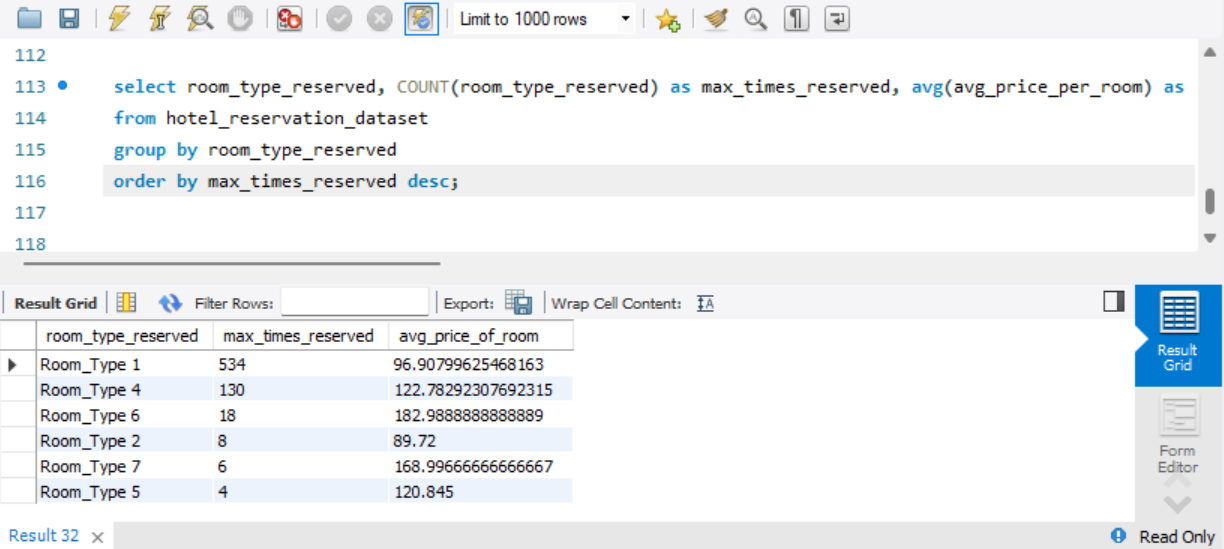 Limit to 1000 rows
112
113 select room_type_reserved, COUNT(room_type_reserved) as max_times_reserved, avg(avg_price_per_room) as
114 from hotel_reservation_dataset
115 group by room_type_reserved
116 order by max_times_reserved desc;
117
118
Result Grid Filter Rows: Export: Wrap Cell Content:
room_type_reserved max_times_reserved avg_price_of_room
Room_Type 1 534 96.90799625468163
Room_Type 4 130 122.78292307692315
Room_Type 6 18 182.9888888888889
Room_Type 2 8 89.72
Room_Type 7 6 168.99666666666667
Room_Type 5 4 120.845
Result
Grid
Form
Editor
Result 32
Read Only